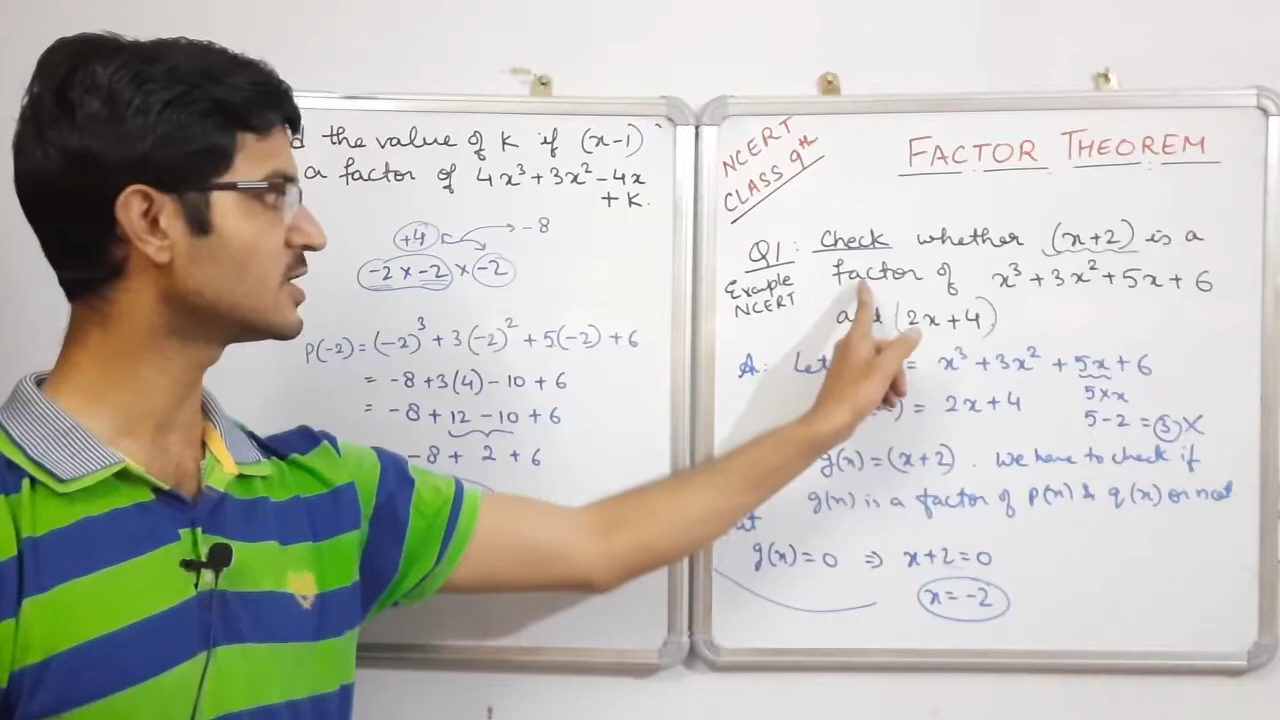 the value of K if (x-1)
a factor of 4x³+3x²-4x
+K.
+4 -8
-2 x -2 x -2
P(-2) = (-2)³ + 3(-2)² + 5(-2) + 6
= -8+3(4)-10+6
= -8+12-10+6
-8+ 2 +6
NCERT
CLASS 9th
FACTOR THEOREM
Q1: Check whether (x+2) is a
Example NCERT
factor of x³+3x²+5x+6
and (2x+4)
A: Let = x³+3x²+5x+6
5xx
= 2x+4
5-2 = 3 X
g(x)=(x+2). We have to check if
g(x) is a factor of p(x) & q(x) or not
g(x)=0 ⇒ x+2=0
x=-2